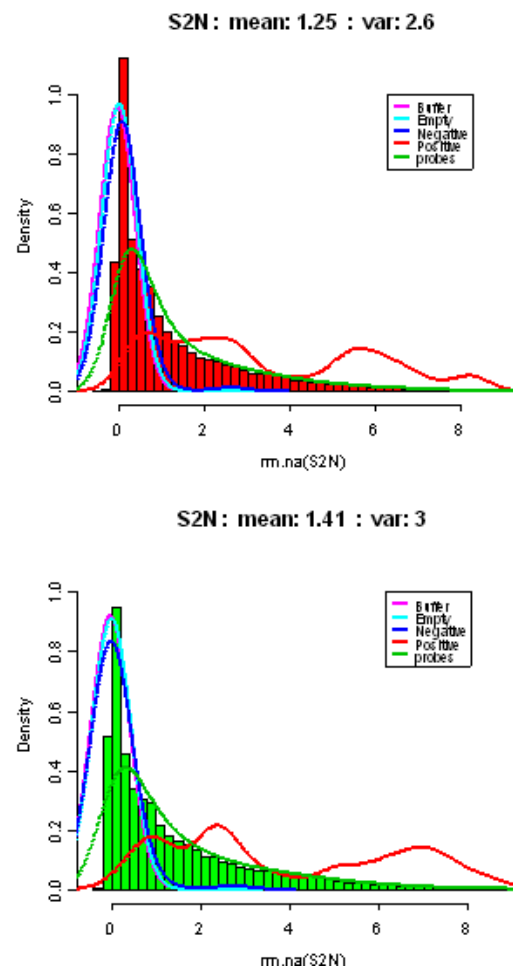 S2N : mean: 1.25 : var: 2.6
Buffer
Empty
Negative
Positive
probes
Density
0.0 0.2 0.4 0.6 0.8 1.0
0 2 4 6 8
rm.na(S2N)
S2N : mean: 1.41 : var: 3
Buffer
Empty
Negative
Positive
probes
Density
0.0 0.2 0.4 0.6 0.8 1.0
0 2 4 6 8
rm.na(S2N)